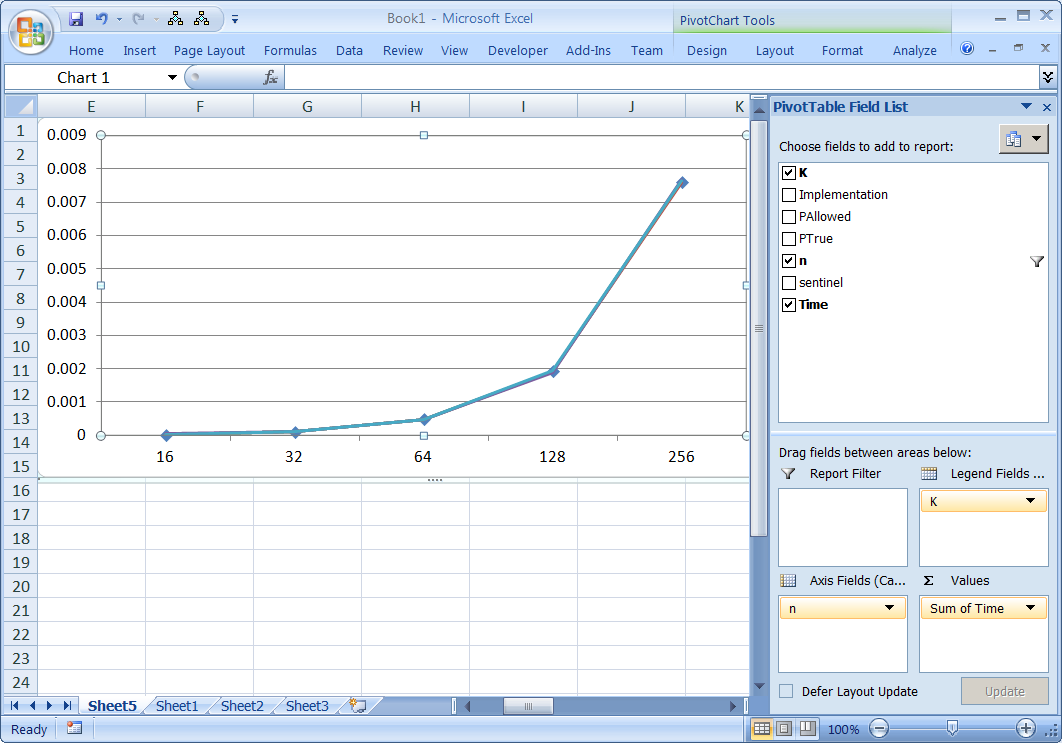 Book1 - Microsoft Excel
PivotChart Tools
Home Insert Page Layout Formulas Data Review View Developer Add-Ins Team Design Layout Format Analyze
Chart 1 fx
E F G H I J K
PivotTable Field List
1
2
3
4
5
6
7
8
9
10
11
12
13
14
15
16
17
18
19
20
21
22
23
24
0.009
0.008
0.007
0.006
0.005
0.004
0.003
0.002
0.001
0
16 32 64 128 256
Choose fields to add to report:
K
Implementation
PAllowed
PTrue
n
sentinel
Time
Drag fields between areas below:
Report Filter Legend Fields ...
K
Axis Fields (Ca... Σ Values
n Sum of Time
Defer Layout Update Update
Sheet5 Sheet1 Sheet2 Sheet3
Ready 100%